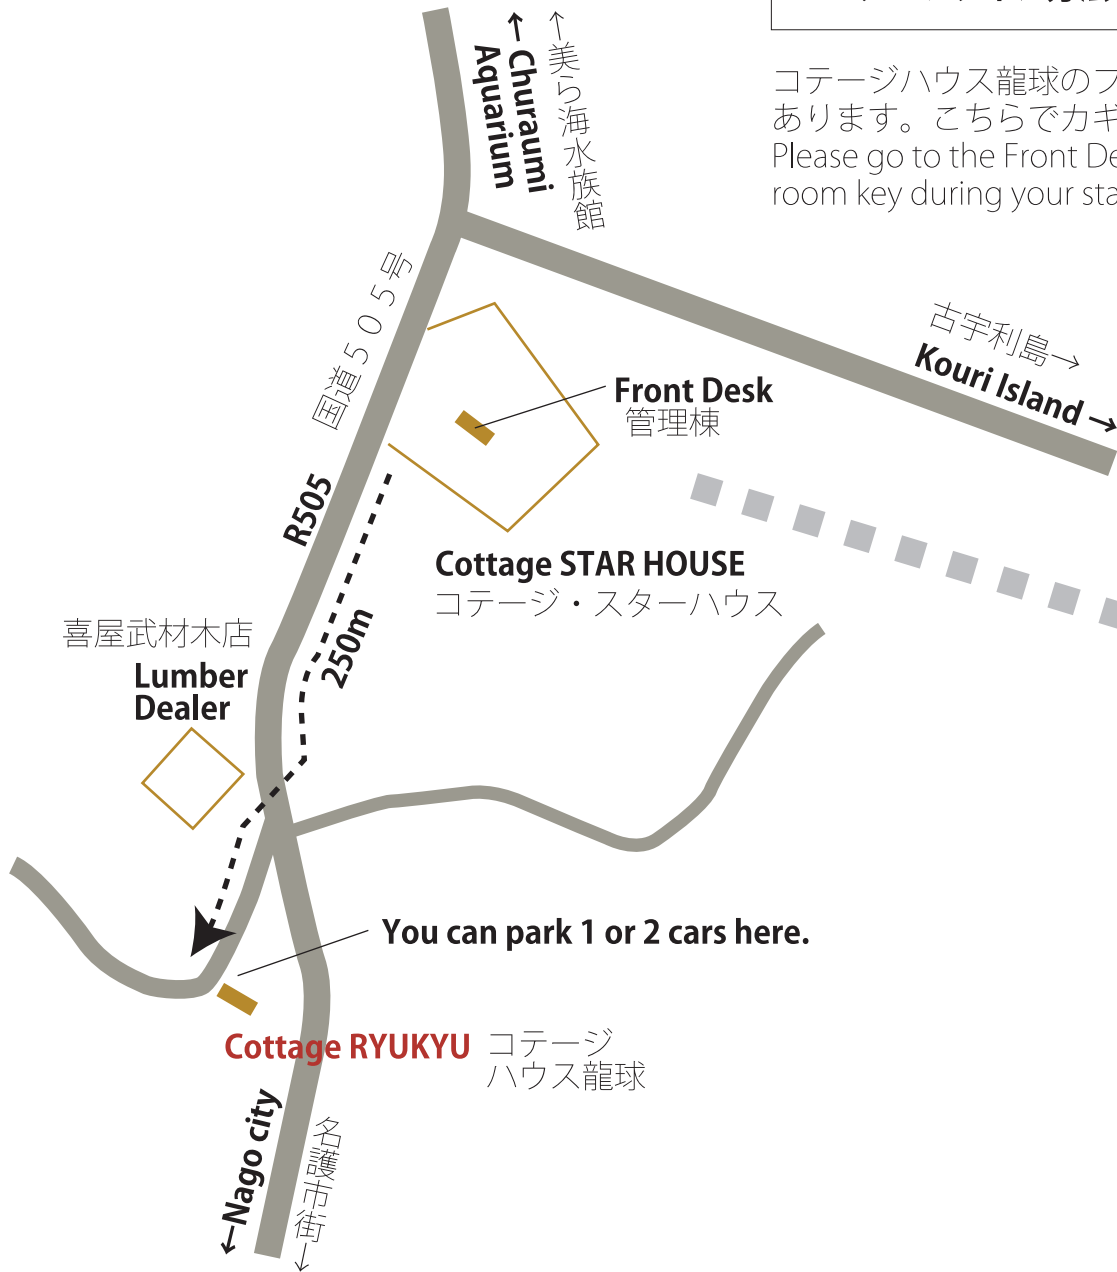 ← Churaumi
Aquarium
←美ら海水族館
コテージハウス龍球のフ
あります。こちらでカギ
Please go to the Front De
room key during your sta
国道５０５号
古宇利島→
Kouri Island →
Front Desk
管理棟
R505
Cottage STAR HOUSE
コテージ・スターハウス
250m
喜屋武材木店
Lumber
Dealer
You can park 1 or 2 cars here.
Cottage RYUKYU
コテージ
ハウス龍球
←Nago city
名護市街→